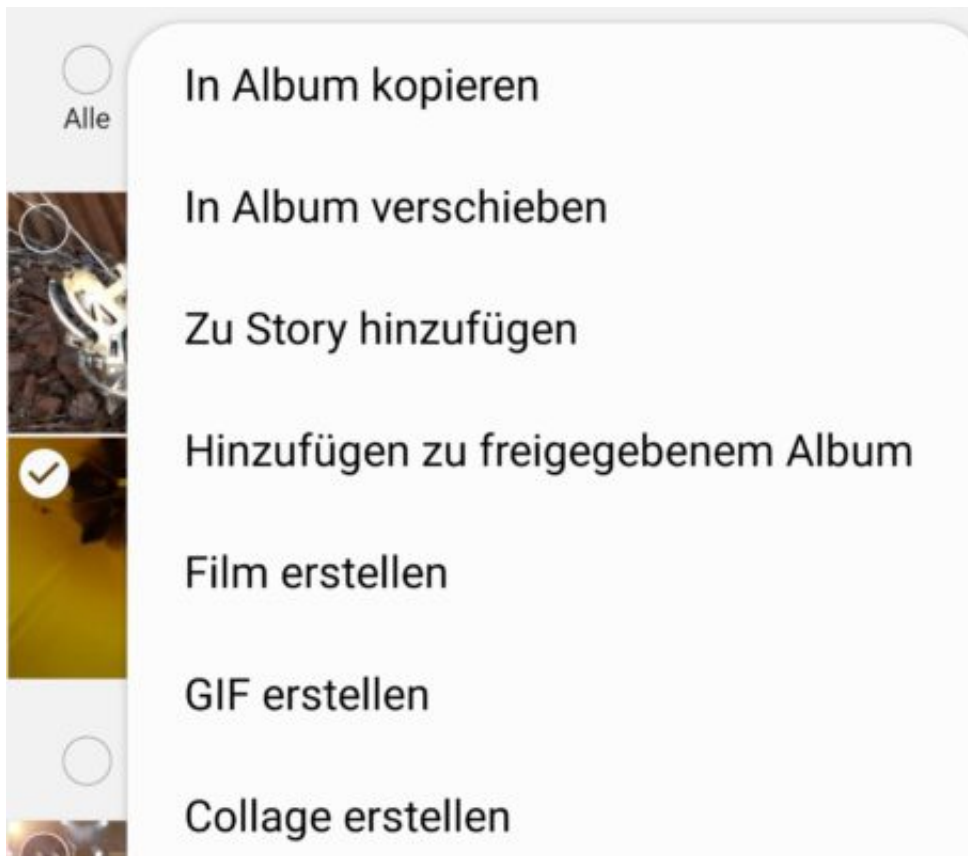 Alle
In Album kopieren
In Album verschieben
Zu Story hinzufügen
Hinzufügen zu freigegebenem Album
Film erstellen
GIF erstellen
Collage erstellen